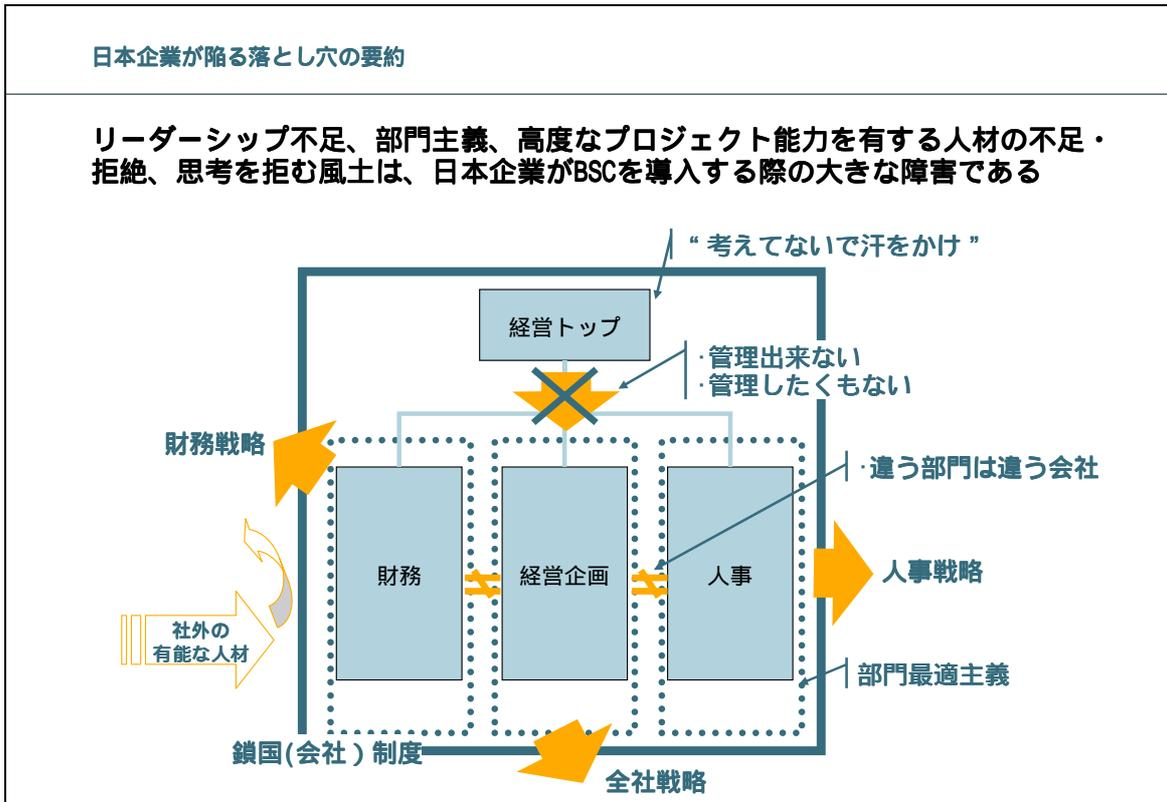 日本企業が陥る落とし穴の要約
リーダーシップ不足、部門主義、高度なプロジェクト能力を有する人材の不足・
拒絶、思考を拒む風土は、日本企業がBSCを導入する際の大きな障害である
“ 考えてないで汗をかけ ”
経営トップ
·管理出来ない
·管理したくもない
財務戦略
·違う部門は違う会社
財務
経営企画
人事
人事戦略
社外の
有能な人材
部門最適主義
鎖国(会社）制度
全社戦略